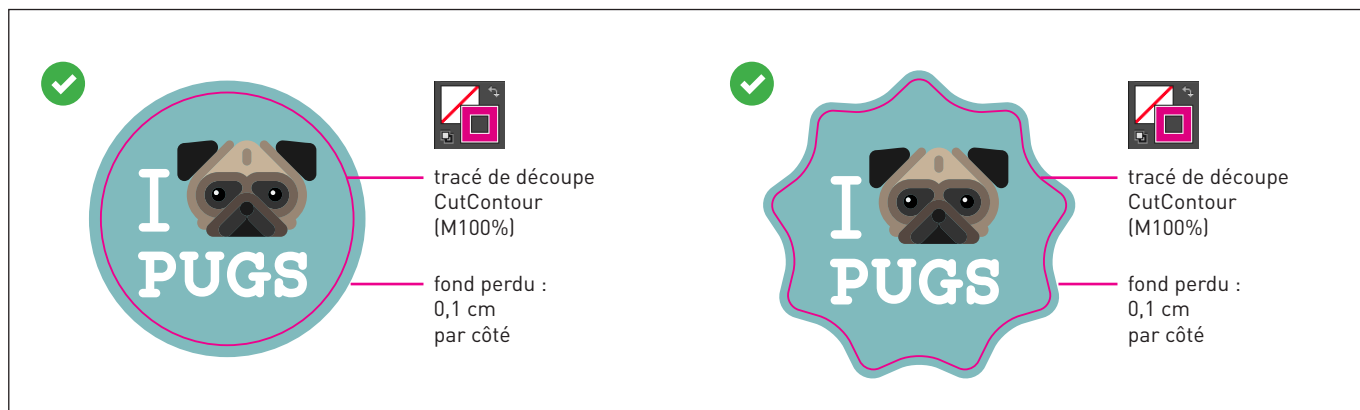 I
PUGS
tracé de découpe
CutContour
(M100%)
fond perdu :
0,1 cm
par côté
I
PUGS
tracé de découpe
CutContour
(M100%)
fond perdu :
0,1 cm
par côté